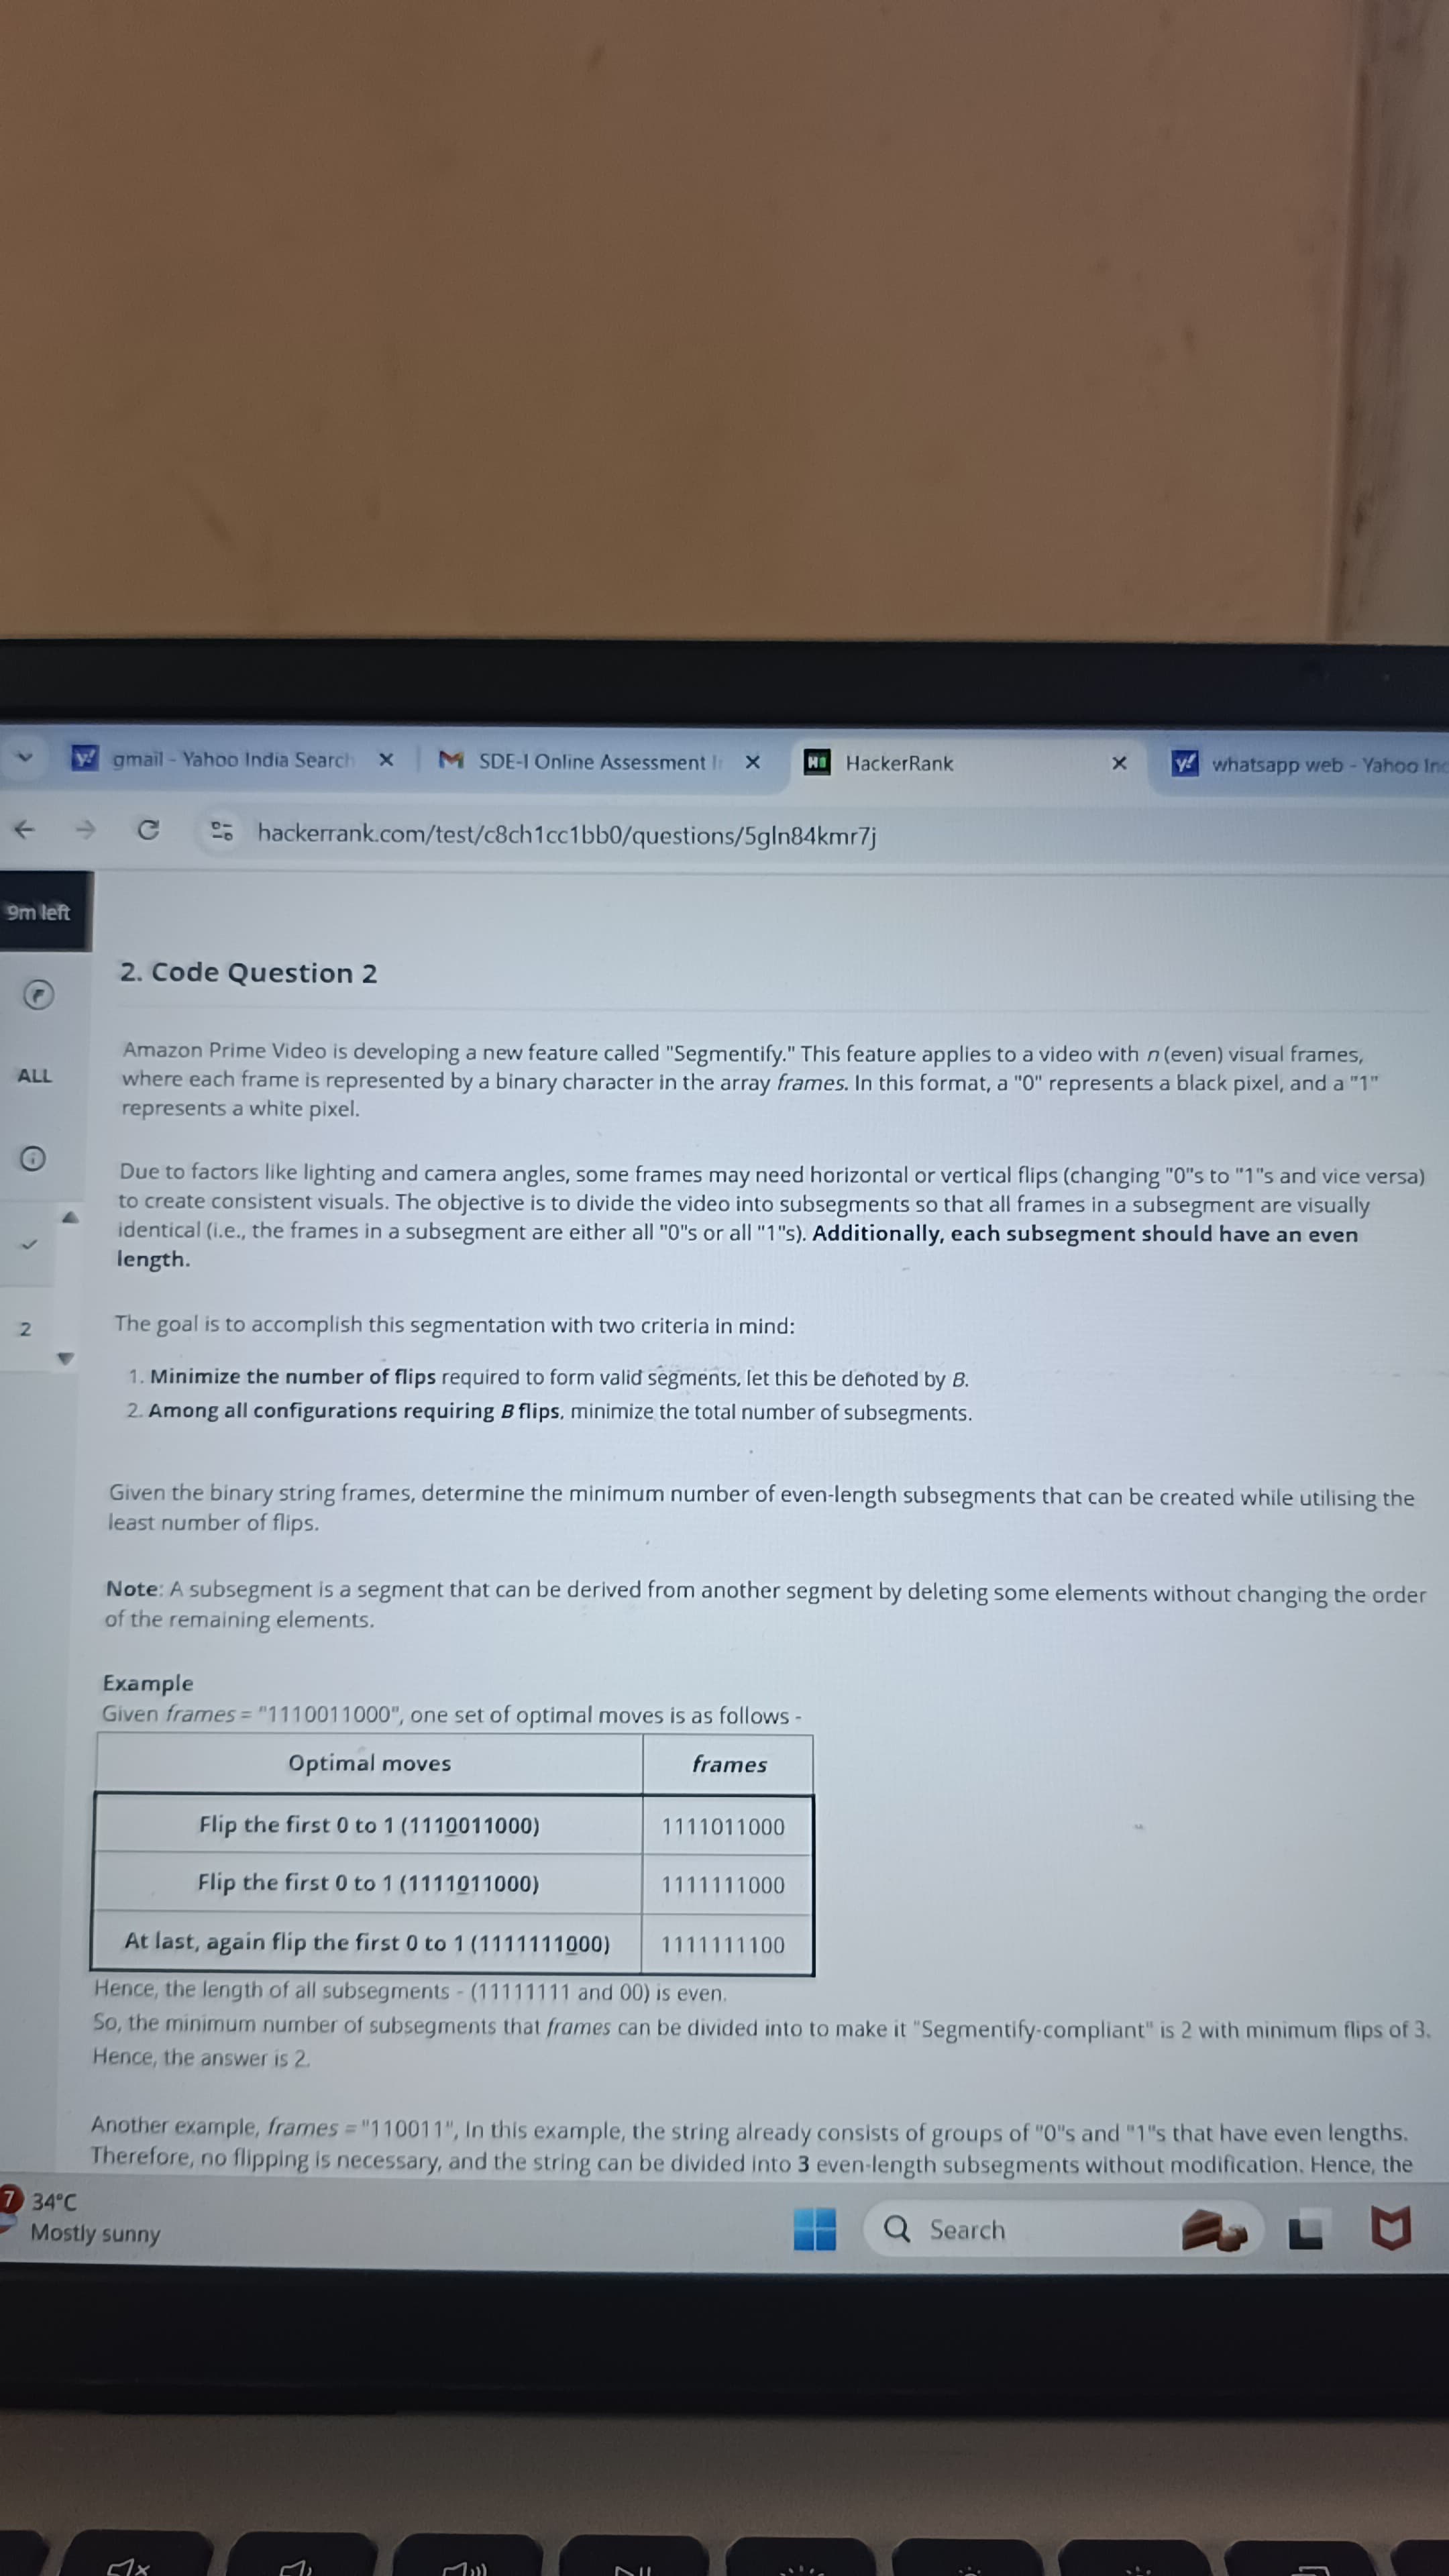 gmail - Yahoo India Search
SDE-I Online Assessment
HackerRank
whatsapp web - Yahoo In
hackerrank.com/test/c8ch1cc1bb0/questions/5gln84kmr7j
9m left
ALL
2
2. Code Question 2
Amazon Prime Video is developing a new feature called "Segmentify." This feature applies to a video with n (even) visual frames,
where each frame is represented by a binary character in the array frames. In this format, a "0" represents a black pixel, and a "1"
represents a white pixel.
Due to factors like lighting and camera angles, some frames may need horizontal or vertical flips (changing "0"s to "1"s and vice versa)
to create consistent visuals. The objective is to divide the video into subsegments so that all frames in a subsegment are visually
identical (i.e., the frames in a subsegment are either all "0"s or all "1"s). Additionally, each subsegment should have an even
length.
The goal is to accomplish this segmentation with two criteria in mind:
1. Minimize the number of flips required to form valid segments, let this be denoted by B.
2. Among all configurations requiring B flips, minimize the total number of subsegments.
Given the binary string frames, determine the minimum number of even-length subsegments that can be created while utilising the
least number of flips.
Note: A subsegment is a segment that can be derived from another segment by deleting some elements without changing the order
of the remaining elements.
Example
Given frames = "1110011000", one set of optimal moves is as follows -
Optimal moves frames
Flip the first 0 to 1 (1110011000) 1111011000
Flip the first 0 to 1 (1111011000) 1111111000
At last, again flip the first 0 to 1 (1111111000) 1111111100
Hence, the length of all subsegments - (11111111 and 00) is even.
So, the minimum number of subsegments that frames can be divided into to make it "Segmentify-compliant" is 2 with minimum flips of 3.
Hence, the answer is 2.
Another example, frames = "110011", In this example, the string already consists of groups of "0"s and "1"s that have even lengths.
Therefore, no flipping is necessary, and the string can be divided into 3 even-length subsegments without modification. Hence, the
7
34°C
Mostly sunny
Search